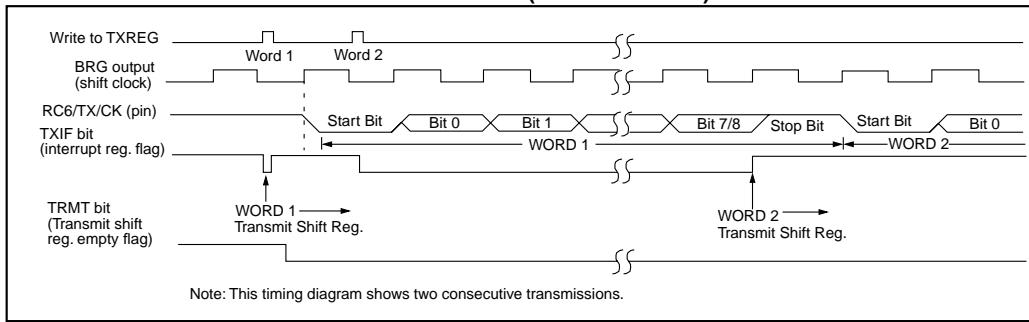 Write to TXREG
Word 1
Word 2
BRG output
(shift clock)
RC6/TX/CK (pin)
Start Bit
Bit 0
Bit 1
Bit 7/8
Stop Bit
Start Bit
Bit 0
TXIF bit
(interrupt reg. flag)
WORD 1
WORD 2
TRMT bit
(Transmit shift
reg. empty flag)
WORD 1
Transmit Shift Reg.
WORD 2
Transmit Shift Reg.
Note: This timing diagram shows two consecutive transmissions.